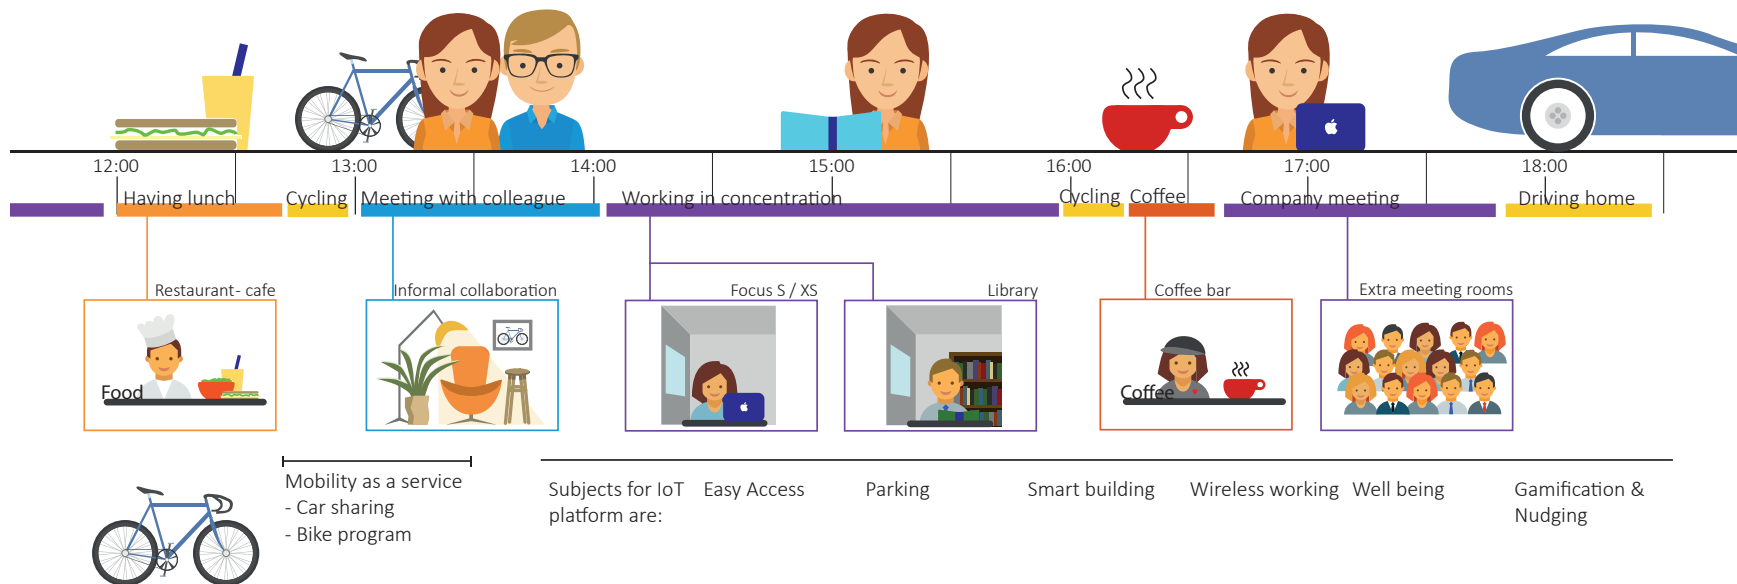 12:00
13:00
14:00
15:00
16:00
17:00
18:00
Having lunch
Cycling
Meeting with colleague
Working in concentration
Cycling
Coffee
Company meeting
Driving home
Restaurant- cafe
Informal collaboration
Focus S / XS
Library
Coffee bar
Extra meeting rooms
Food
Coffee
Mobility as a service
- Car sharing
- Bike program
Subjects for IoT
platform are:
Easy Access
Parking
Smart building
Wireless working
Well being
Gamification &
Nudging